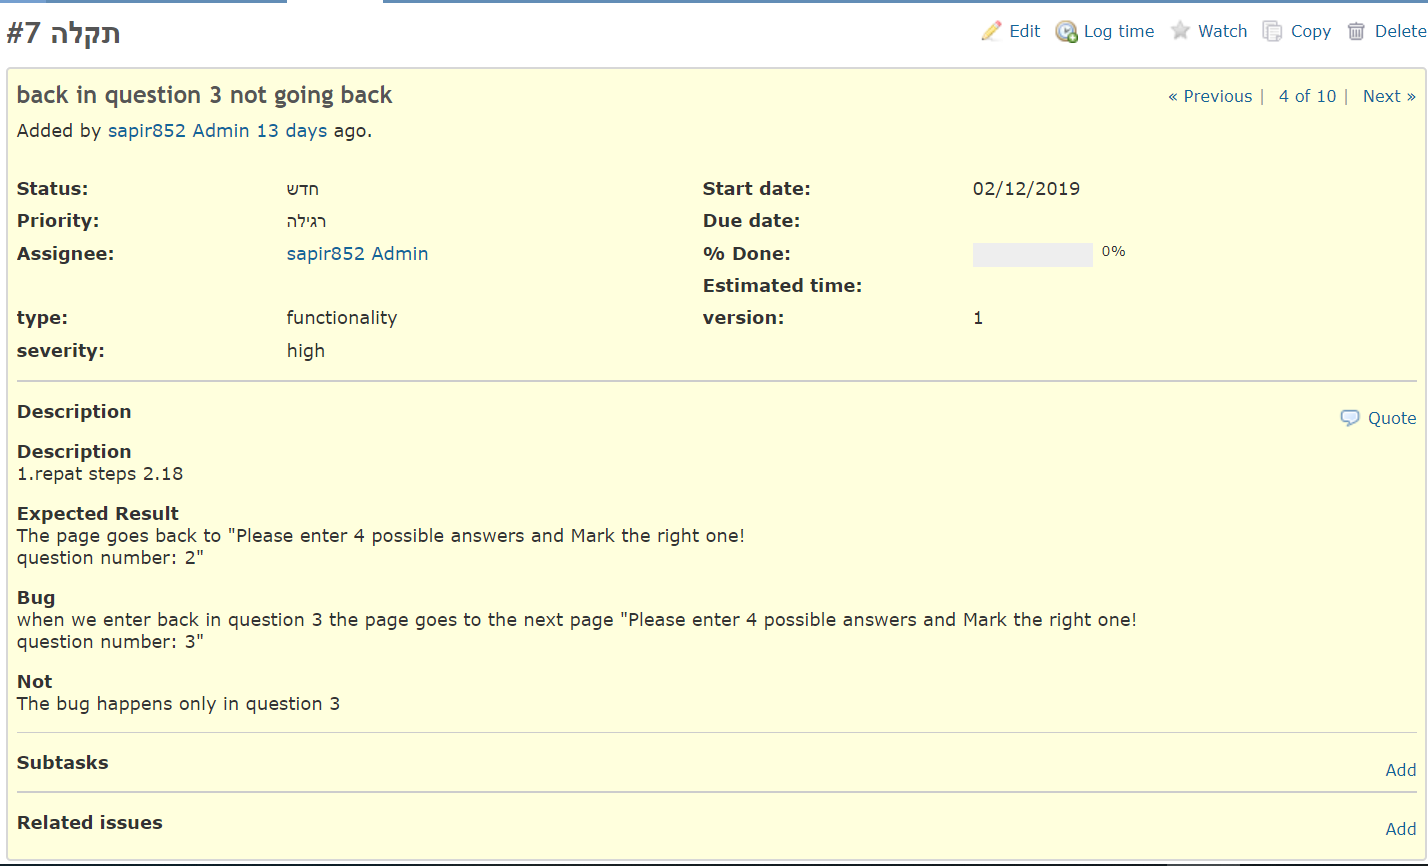 תקלה #7
Edit Log time Watch Copy Delete
back in question 3 not going back
« Previous | 4 of 10 | Next »
Added by sapir852 Admin 13 days ago.
Status: חדש Start date: 02/12/2019
Priority: רגילה Due date:
Assignee: sapir852 Admin % Done: 0%
Estimated time:
type: functionality version: 1
severity: high
Description
Quote
Description
1.repat steps 2.18
Expected Result
The page goes back to "Please enter 4 possible answers and Mark the right one!
question number: 2"
Bug
when we enter back in question 3 the page goes to the next page "Please enter 4 possible answers and Mark the right one!
question number: 3"
Not
The bug happens only in question 3
Subtasks
Add
Related issues
Add